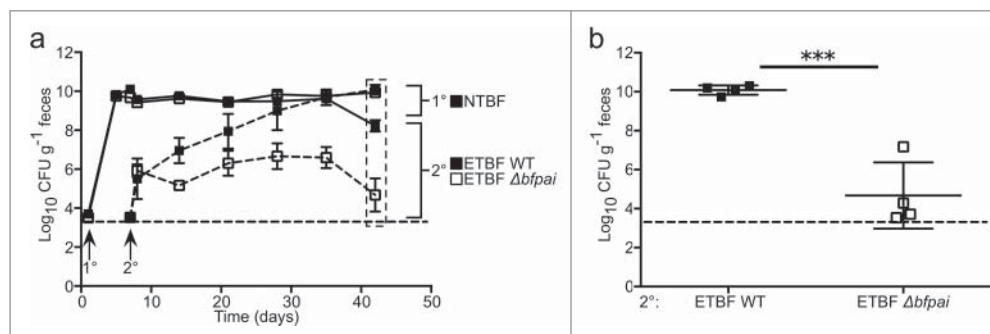 a
Log10 CFU g-1 feces
12
10
8
6
4
2
0
0 10 20 30 40 50
Time (days)
1°
2°
1° NTBF
2° ETBF WT
ETBF Δbfpai
b
Log10 CFU g-1 feces
12
10
8
6
4
2
0
***
2°: ETBF WT ETBF Δbfpai